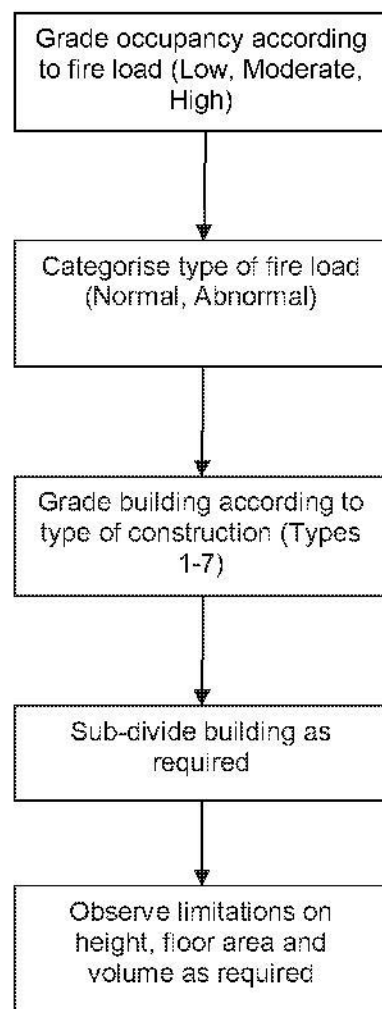 Grade occupancy according
to fire load (Low, Moderate,
High)
Categorise type of fire load
(Normal, Abnormal)
Grade building according to
type of construction (Types
1-7)
Sub-divide building as
required
Observe limitations on
height, floor area and
volume as required